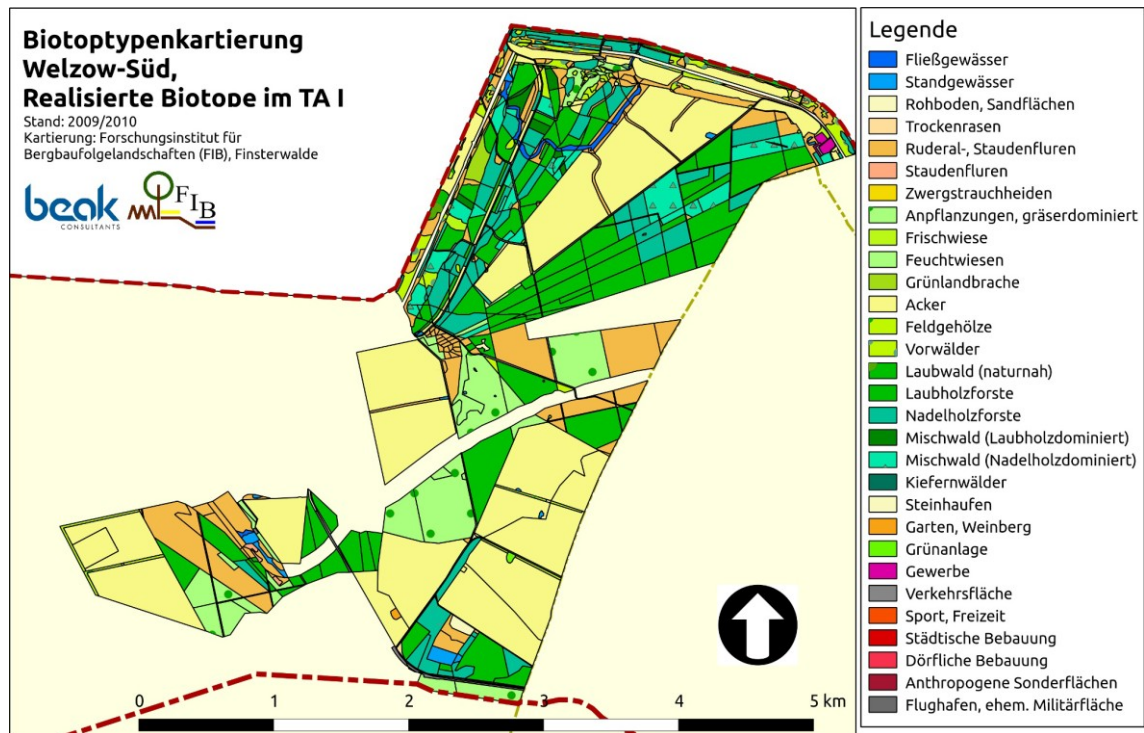 Biotoptypenkartierung
Welzow-Süd,
Realisierte Biotope im TA I
Stand: 2009/2010
Kartierung: Forschungsinstitut für
Bergbaufolgelandschaften (FIB), Finsterwalde
beak
CONSULTANTS
FIB
0 1 2 3 4 5 km
Legende
Fließgewässer
Standgewässer
Rohboden, Sandflächen
Trockenrasen
Ruderal-, Staudenfluren
Staudenfluren
Zwergstrauchheiden
Anpflanzungen, gräserdominiert
Frischwiese
Feuchtwiesen
Grünlandbrache
Acker
Feldgehölze
Vorwälder
Laubwald (naturnah)
Laubholzforste
Nadelholzforste
Mischwald (Laubholzdominiert)
Mischwald (Nadelholzdominiert)
Kiefernwälder
Steinhaufen
Garten, Weinberg
Grünanlage
Gewerbe
Verkehrsfläche
Sport, Freizeit
Städtische Bebauung
Dörfliche Bebauung
Anthropogene Sonderflächen
Flughafen, ehem. Militärfläche